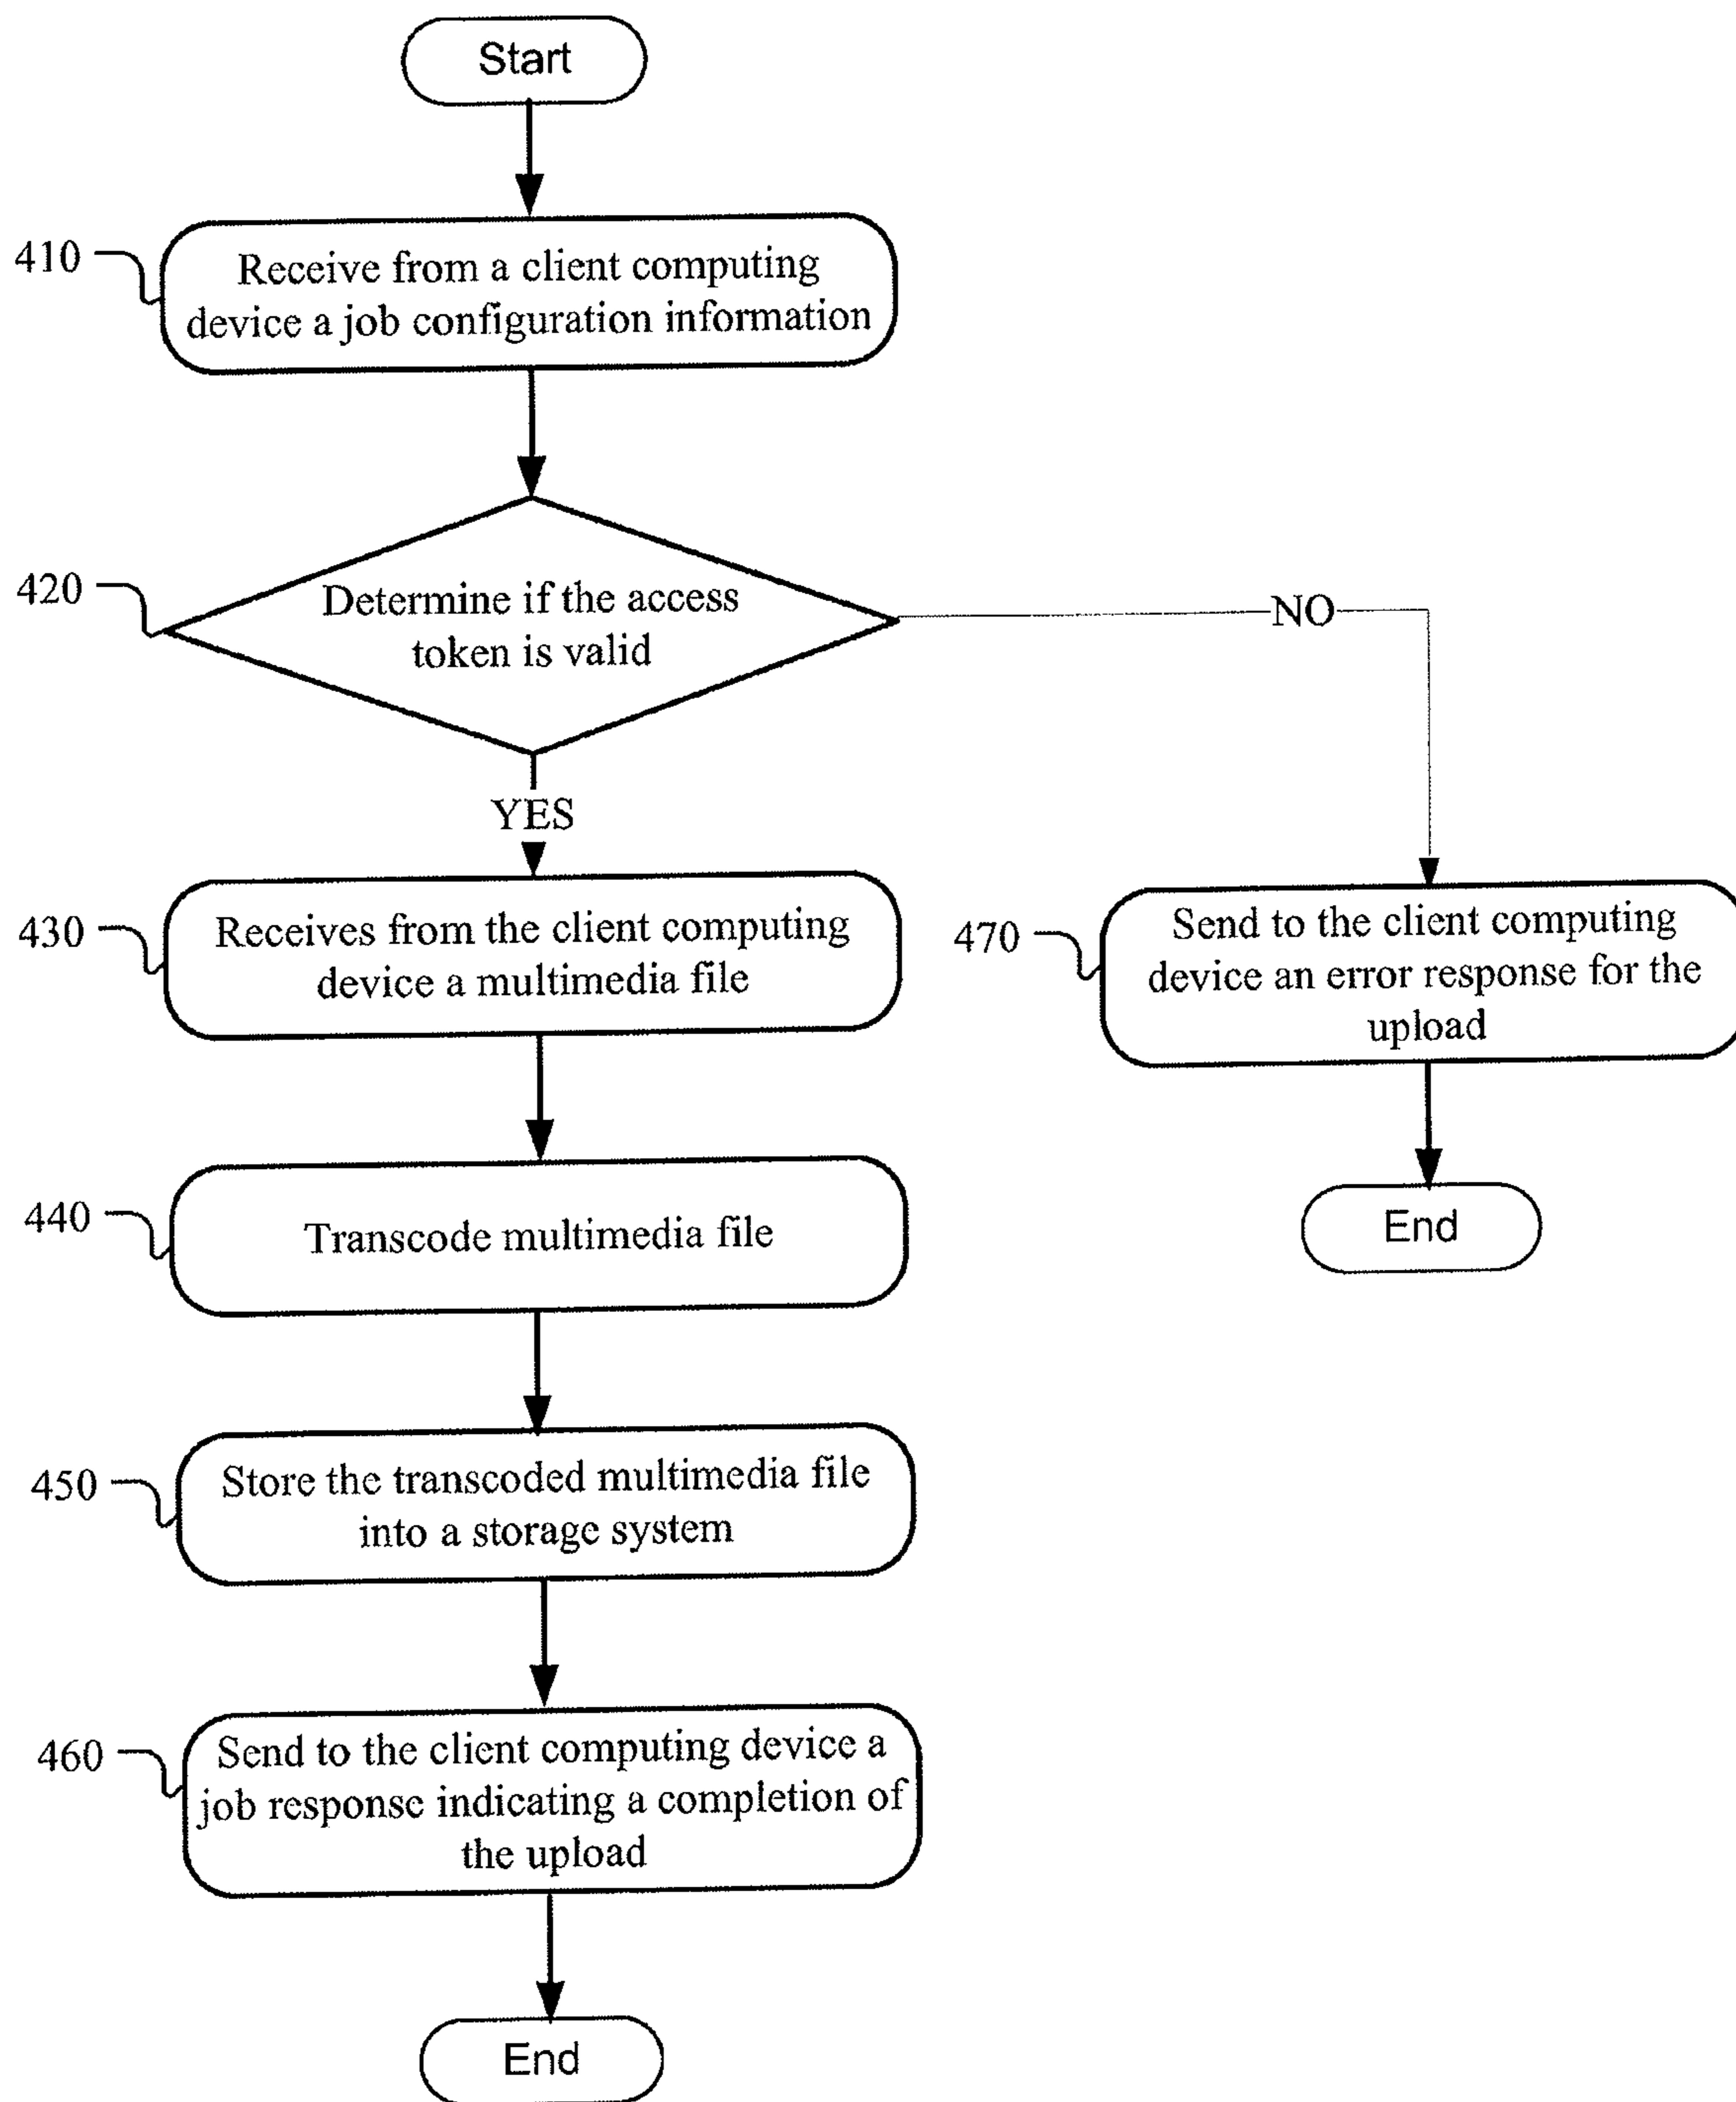 Start
410
Receive from a client computing
device a job configuration information
420
Determine if the access
token is valid
NO
YES
430
Receives from the client computing
device a multimedia file
470
Send to the client computing
device an error response for the
upload
440
Transcode multimedia file
End
450
Store the transcoded multimedia file
into a storage system
460
Send to the client computing device a
job response indicating a completion of
the upload
End